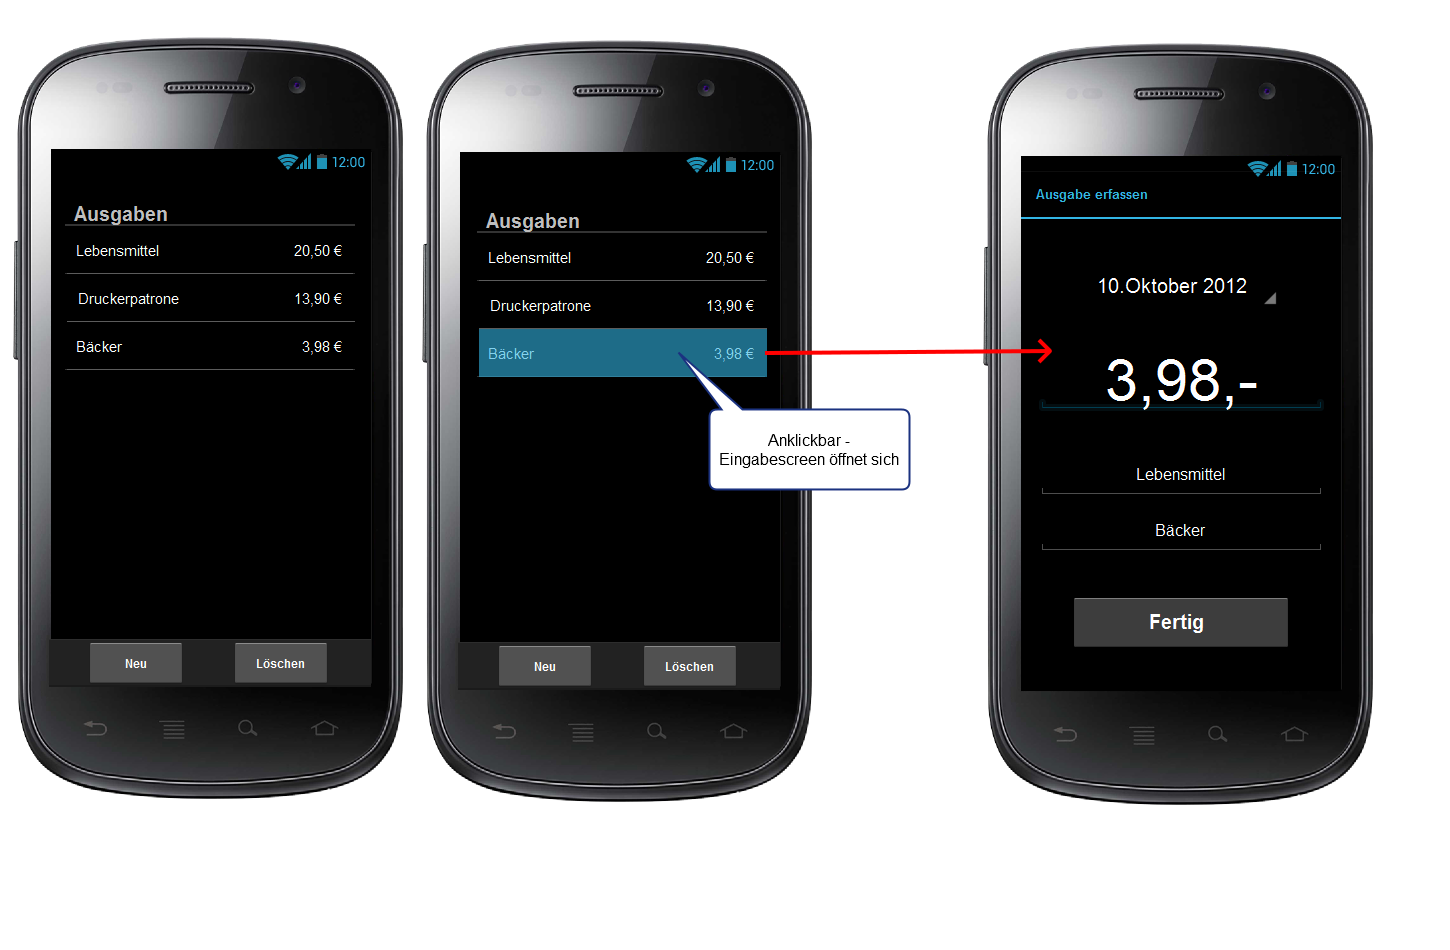 12:00
Ausgaben
Lebensmittel 20,50 €
Druckerpatrone 13,90 €
Bäcker 3,98 €
Neu Löschen
12:00
Ausgaben
Lebensmittel 20,50 €
Druckerpatrone 13,90 €
Bäcker 3,98 €
Anklickbar -
Eingabescreen öffnet sich
Neu Löschen
12:00
Ausgabe erfassen
10.Oktober 2012
3,98,-
Lebensmittel
Bäcker
Fertig